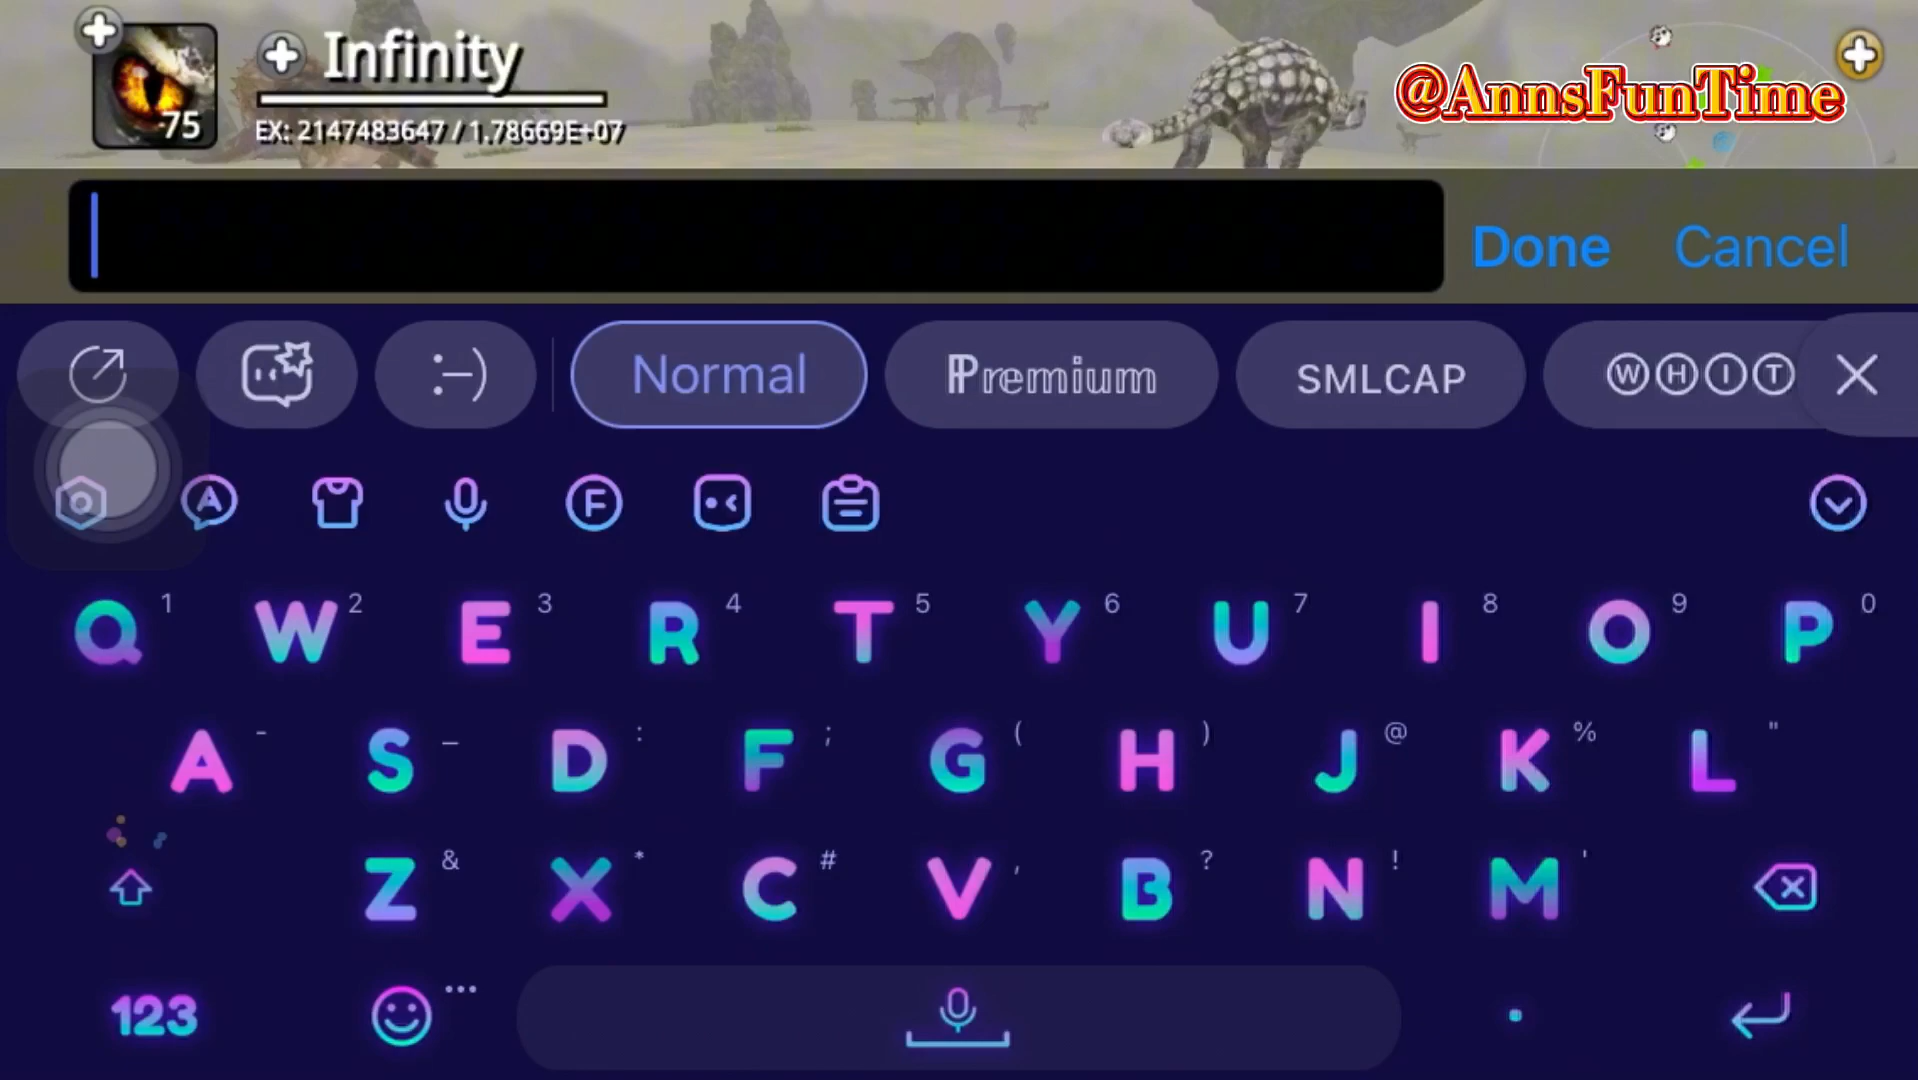 Infinity
75
EX: 2147483647 / 1.78669E+07
@AnnsFunTime
Done Cancel
:-) Normal ℙremium SMLCAP ⓌⒽⒾⓉ
A F
Q 1 W 2 E 3 R 4 T 5 Y 6 U 7 I 8 O 9 P 0
A - S _ D : F ; G ( H ) J @ K % L "
Z & X * C # V , B ? N ! M '
123 ... .